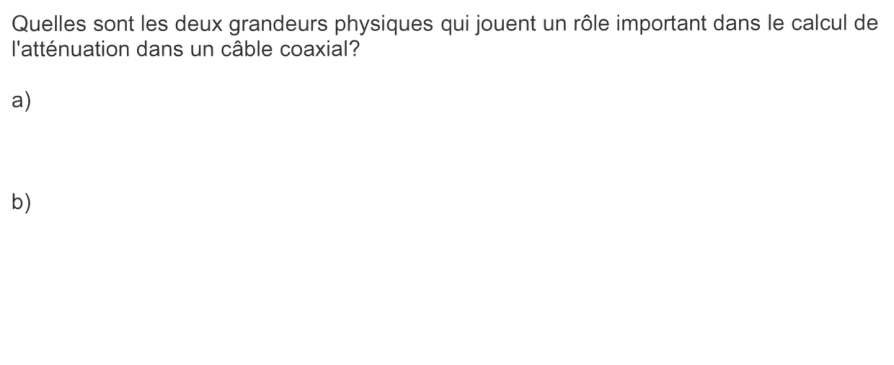 Quelles sont les deux grandeurs physiques qui jouent un rôle important dans le calcul de
l'atténuation dans un câble coaxial?
a)
b)